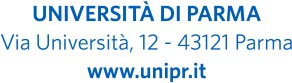 UNIVERSITÀ DI PARMA
Via Università, 12 - 43121 Parma
www.unipr.it